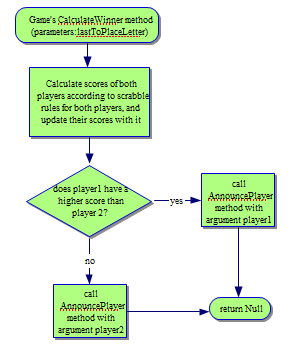 Game's CalculateWinner method
(parameters:lastToPlaceLetter)
Calculate scores of both
players according to scrabble
rules for both players, and
update their scores with it
does player1 have a
higher score than
player 2?
yes
call
AnnouncePlayer
method with
argument player1
no
call
AnnouncePlayer
method with
argument player2
return Null